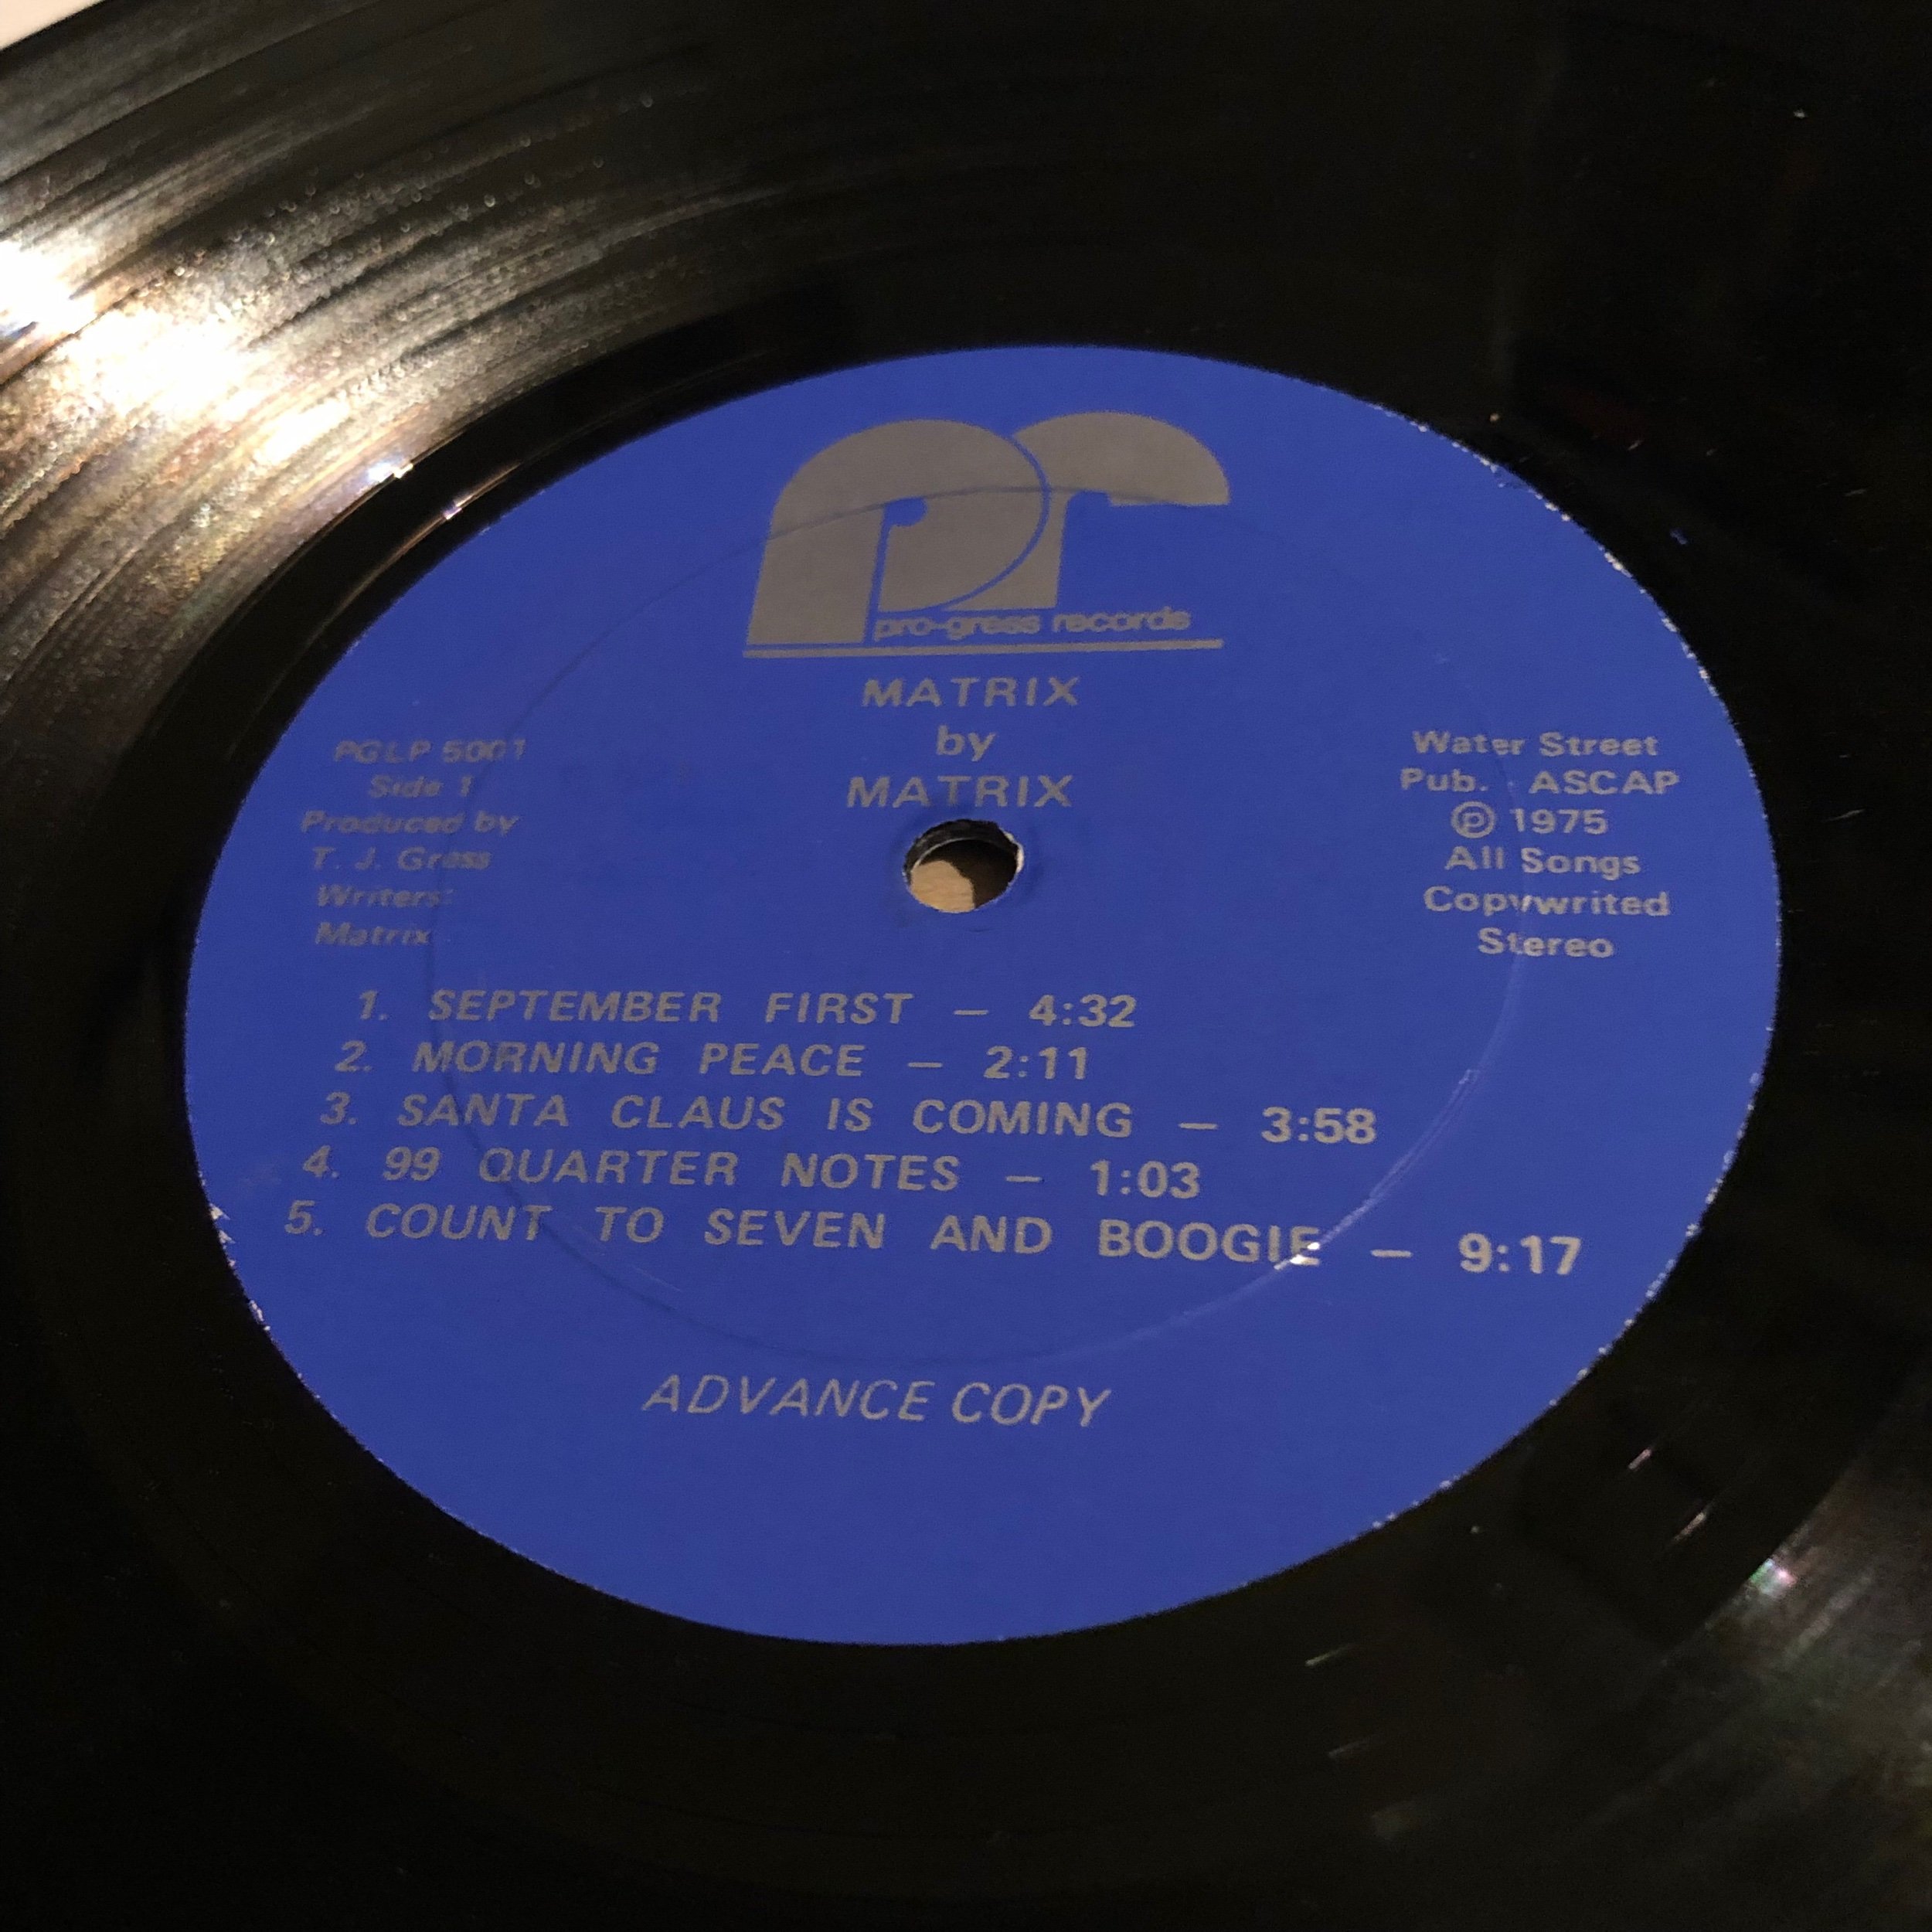 pr
pro-gress records
MATRIX
by
MATRIX
PGLP 5001
Side 1
Produced by
T. J. Gress
Writers:
Matrix
Water Street
Pub. - ASCAP
℗ 1975
All Songs
Copywrited
Stereo
1. SEPTEMBER FIRST — 4:32
2. MORNING PEACE — 2:11
3. SANTA CLAUS IS COMING — 3:58
4. 99 QUARTER NOTES — 1:03
5. COUNT TO SEVEN AND BOOGIE — 9:17
ADVANCE COPY